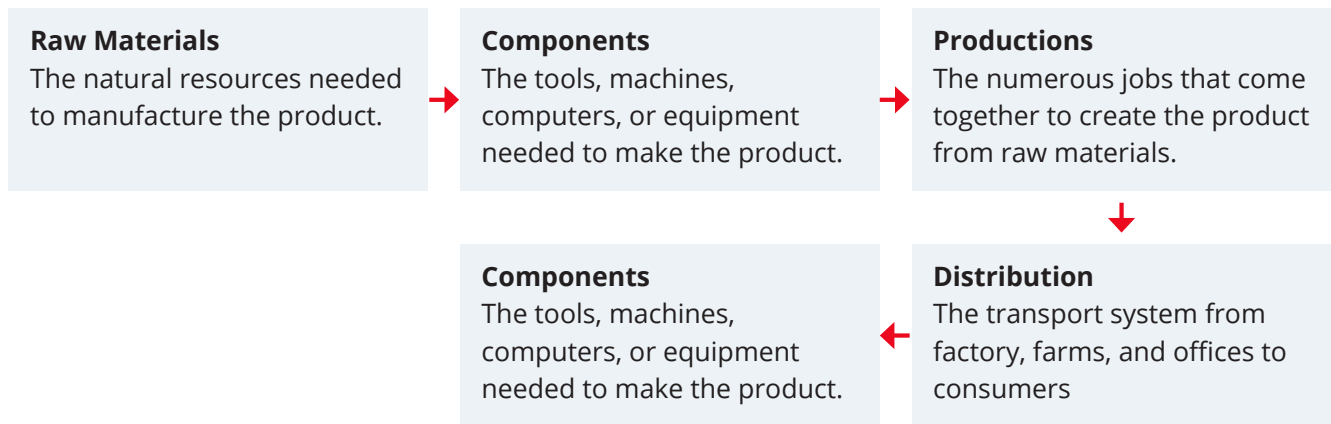 Raw Materials
The natural resources needed
to manufacture the product.
Components
The tools, machines,
computers, or equipment
needed to make the product.
Productions
The numerous jobs that come
together to create the product
from raw materials.
Distribution
The transport system from
factory, farms, and offices to
consumers
Components
The tools, machines,
computers, or equipment
needed to make the product.